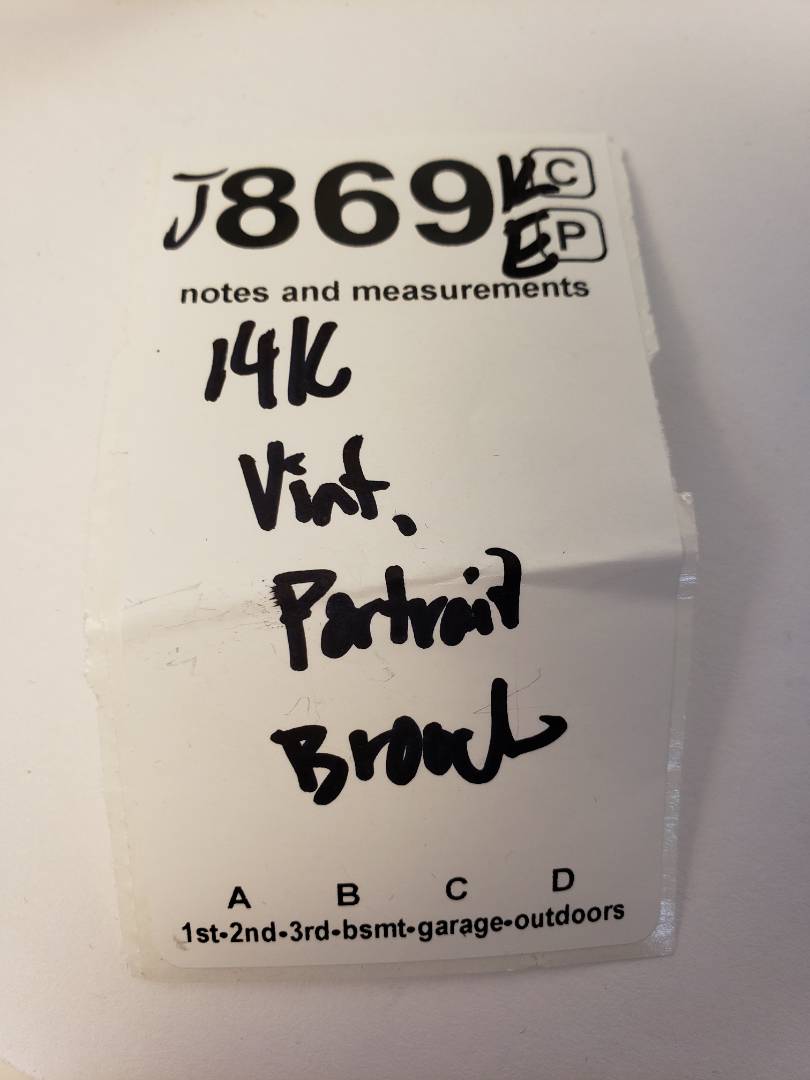 J869 K C
E P
notes and measurements
14K
Vint.
Portrait
Brooch
A B C D
1st-2nd-3rd-bsmt-garage-outdoors